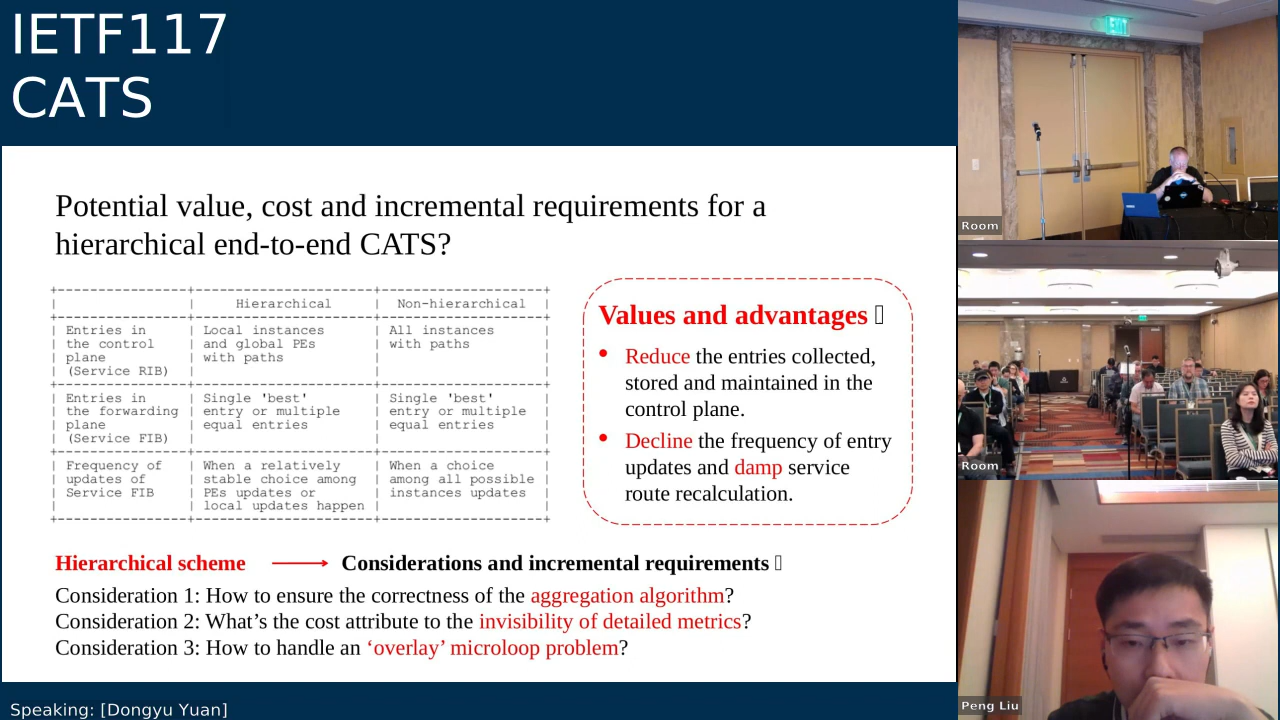 IETF117
CATS
Potential value, cost and incremental requirements for a
hierarchical end-to-end CATS?
Hierarchical | Non-hierarchical
Entries in | Local instances | All instances
the control | and global PEs | with paths
plane | with paths
(Service RIB)
Entries in | Single 'best' | Single 'best'
the forwarding | entry or multiple | entry or multiple
plane | equal entries | equal entries
(Service FIB)
Frequency of | When a relatively | When a choice
updates of | stable choice among | among all possible
Service FIB | PEs updates or | instances updates
local updates happen
Values and advantages
• Reduce the entries collected,
stored and maintained in the
control plane.
• Decline the frequency of entry
updates and damp service
route recalculation.
Hierarchical scheme → Considerations and incremental requirements
Consideration 1: How to ensure the correctness of the aggregation algorithm?
Consideration 2: What’s the cost attribute to the invisibility of detailed metrics?
Consideration 3: How to handle an ‘overlay’ microloop problem?
Speaking: [Dongyu Yuan]
Room
Room
Peng Liu